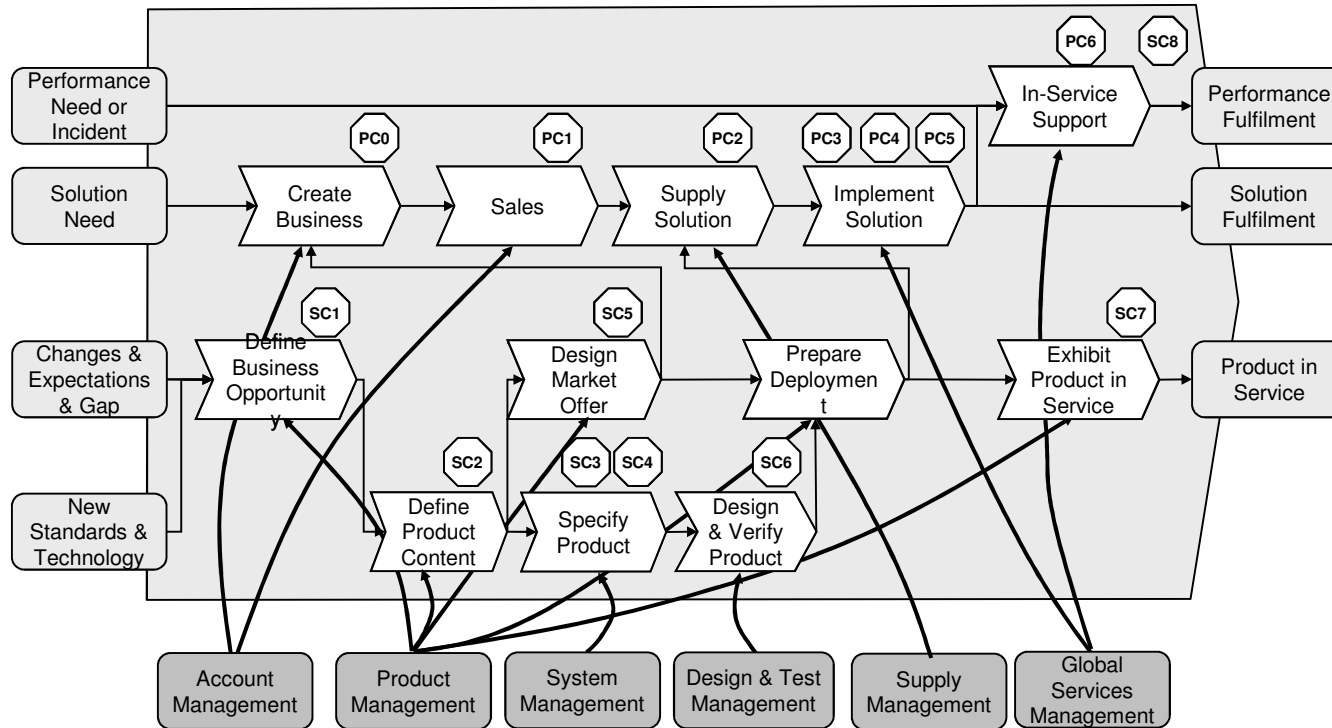 PC6
SC8
Performance
Need or
Incident
In-Service
Support
Performance
Fulfilment
PC0
PC1
PC2
PC3
PC4
PC5
Solution
Need
Create
Business
Sales
Supply
Solution
Implement
Solution
Solution
Fulfilment
SC1
SC5
SC7
Changes &
Expectations
& Gap
Define
Business
Opportunit
y
Design
Market
Offer
Prepare
Deploymen
t
Exhibit
Product in
Service
Product in
Service
SC2
SC3
SC4
SC6
New
Standards &
Technology
Define
Product
Content
Specify
Product
Design
& Verify
Product
Account
Management
Product
Management
System
Management
Design & Test
Management
Supply
Management
Global
Services
Management